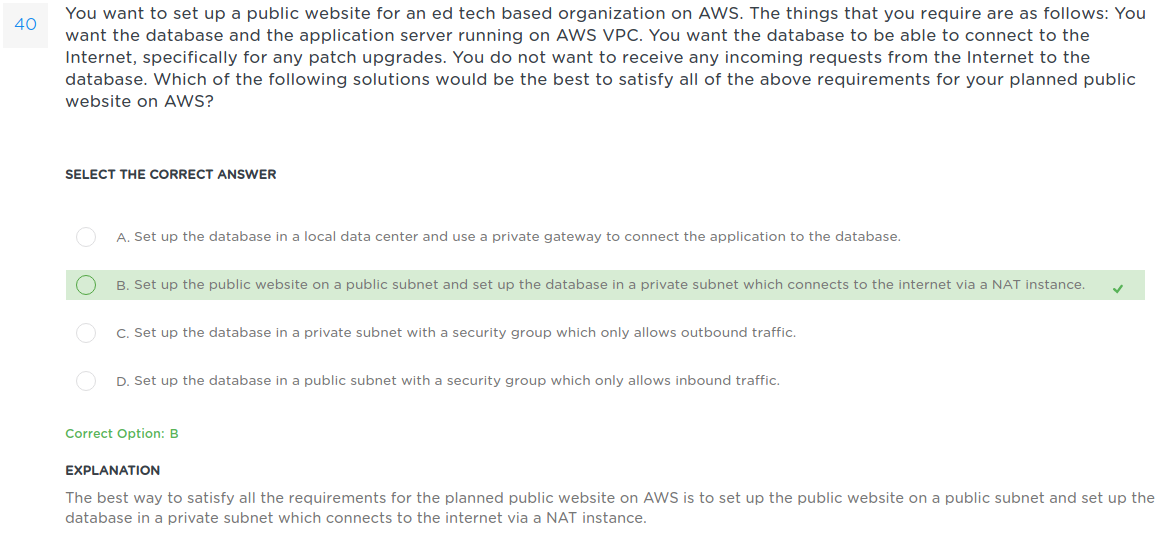 40
You want to set up a public website for an ed tech based organization on AWS. The things that you require are as follows: You
want the database and the application server running on AWS VPC. You want the database to be able to connect to the
Internet, specifically for any patch upgrades. You do not want to receive any incoming requests from the Internet to the
database. Which of the following solutions would be the best to satisfy all of the above requirements for your planned public
website on AWS?
SELECT THE CORRECT ANSWER
A. Set up the database in a local data center and use a private gateway to connect the application to the database.
B. Set up the public website on a public subnet and set up the database in a private subnet which connects to the internet via a NAT instance.
C. Set up the database in a private subnet with a security group which only allows outbound traffic.
D. Set up the database in a public subnet with a security group which only allows inbound traffic.
Correct Option: B
EXPLANATION
The best way to satisfy all the requirements for the planned public website on AWS is to set up the public website on a public subnet and set up the
database in a private subnet which connects to the internet via a NAT instance.